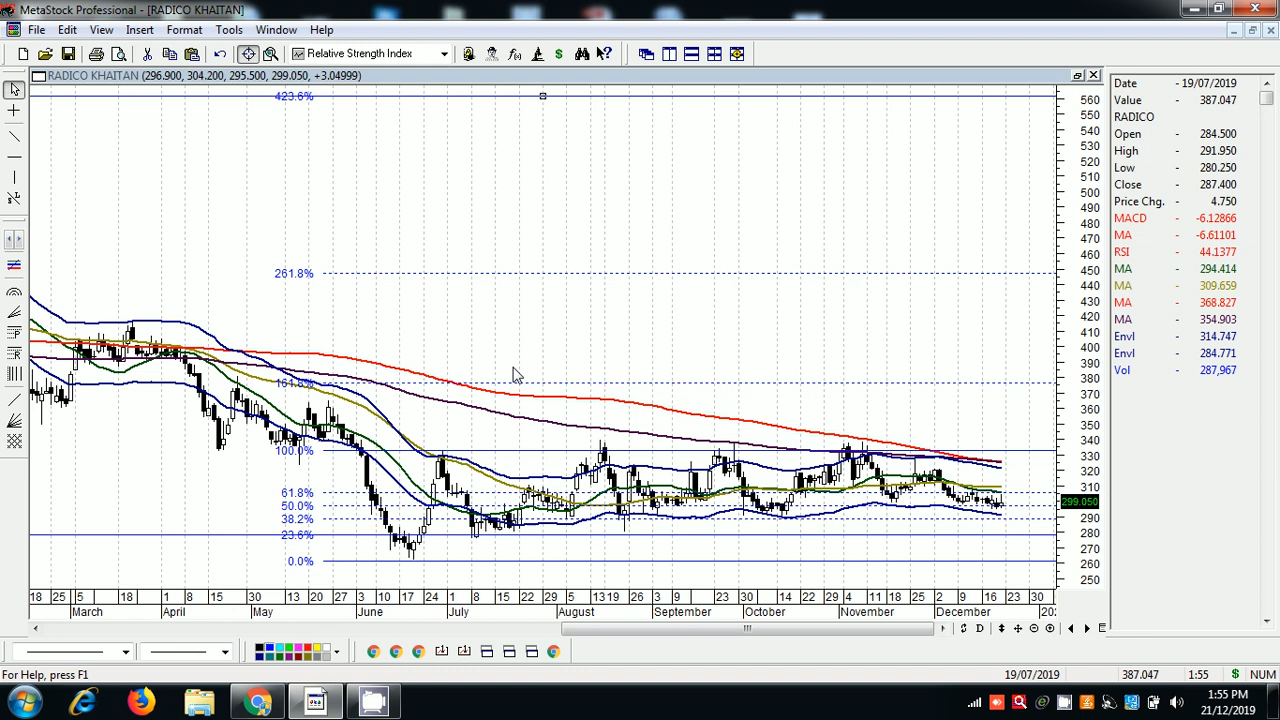 MetaStock Professional - [RADICO KHAITAN]
File Edit View Insert Format Tools Window Help
Relative Strength Index
RADICO KHAITAN (296.900, 304.200, 295.500, 299.050, +3.04999)
423.6%
261.8%
161.8%
100.0%
61.8%
50.0%
38.2%
23.6%
0.0%
560
550
540
530
520
510
500
490
480
470
460
450
440
430
420
410
400
390
380
370
360
350
340
330
320
310
299.050
290
280
270
260
250
Date - 19/07/2019
Value - 387.047
RADICO
Open - 284.500
High - 291.950
Low - 280.250
Close - 287.400
Price Chg. - 4.750
MACD - -6.12866
MA - -6.61101
RSI - 44.1377
MA - 294.414
MA - 309.659
MA - 368.827
MA - 354.903
Envl - 314.747
Envl - 284.771
Vol - 287,967
18 25 5 18 1 8 15 30 13 20 27 3 10 17 24 1 8 15 22 29 5 13 19 26 3 9 23 30 14 22 29 4 11 18 25 2 9 16 23 30
March April May June July August September October November December 202
For Help, press F1
19/07/2019 387.047 1:55 $ NUM
1:55 PM
21/12/2019